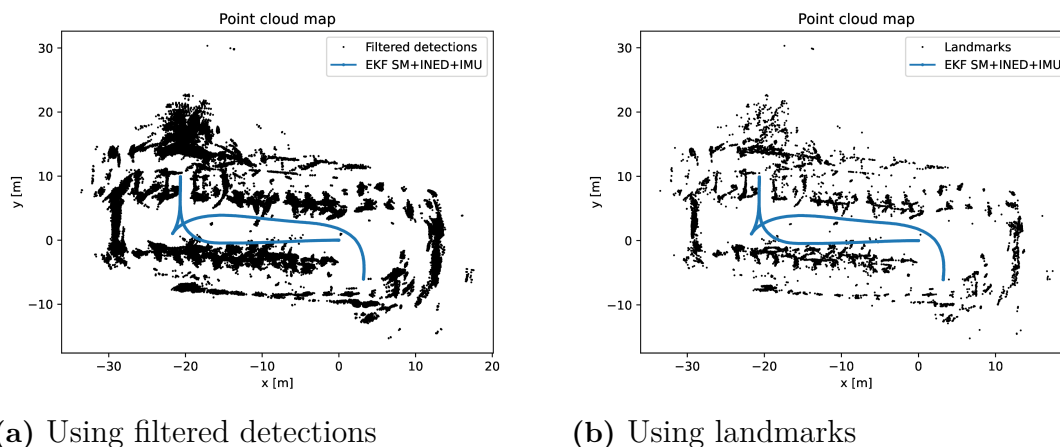 Point cloud map
Filtered detections
EKF SM+INED+IMU
30
20
10
0
−10
y [m]
−30
−20
−10
0
10
20
x [m]
(a) Using filtered detections
Point cloud map
Landmarks
EKF SM+INED+IMU
30
20
10
0
−10
y [m]
−30
−20
−10
0
10
x [m]
(b) Using landmarks